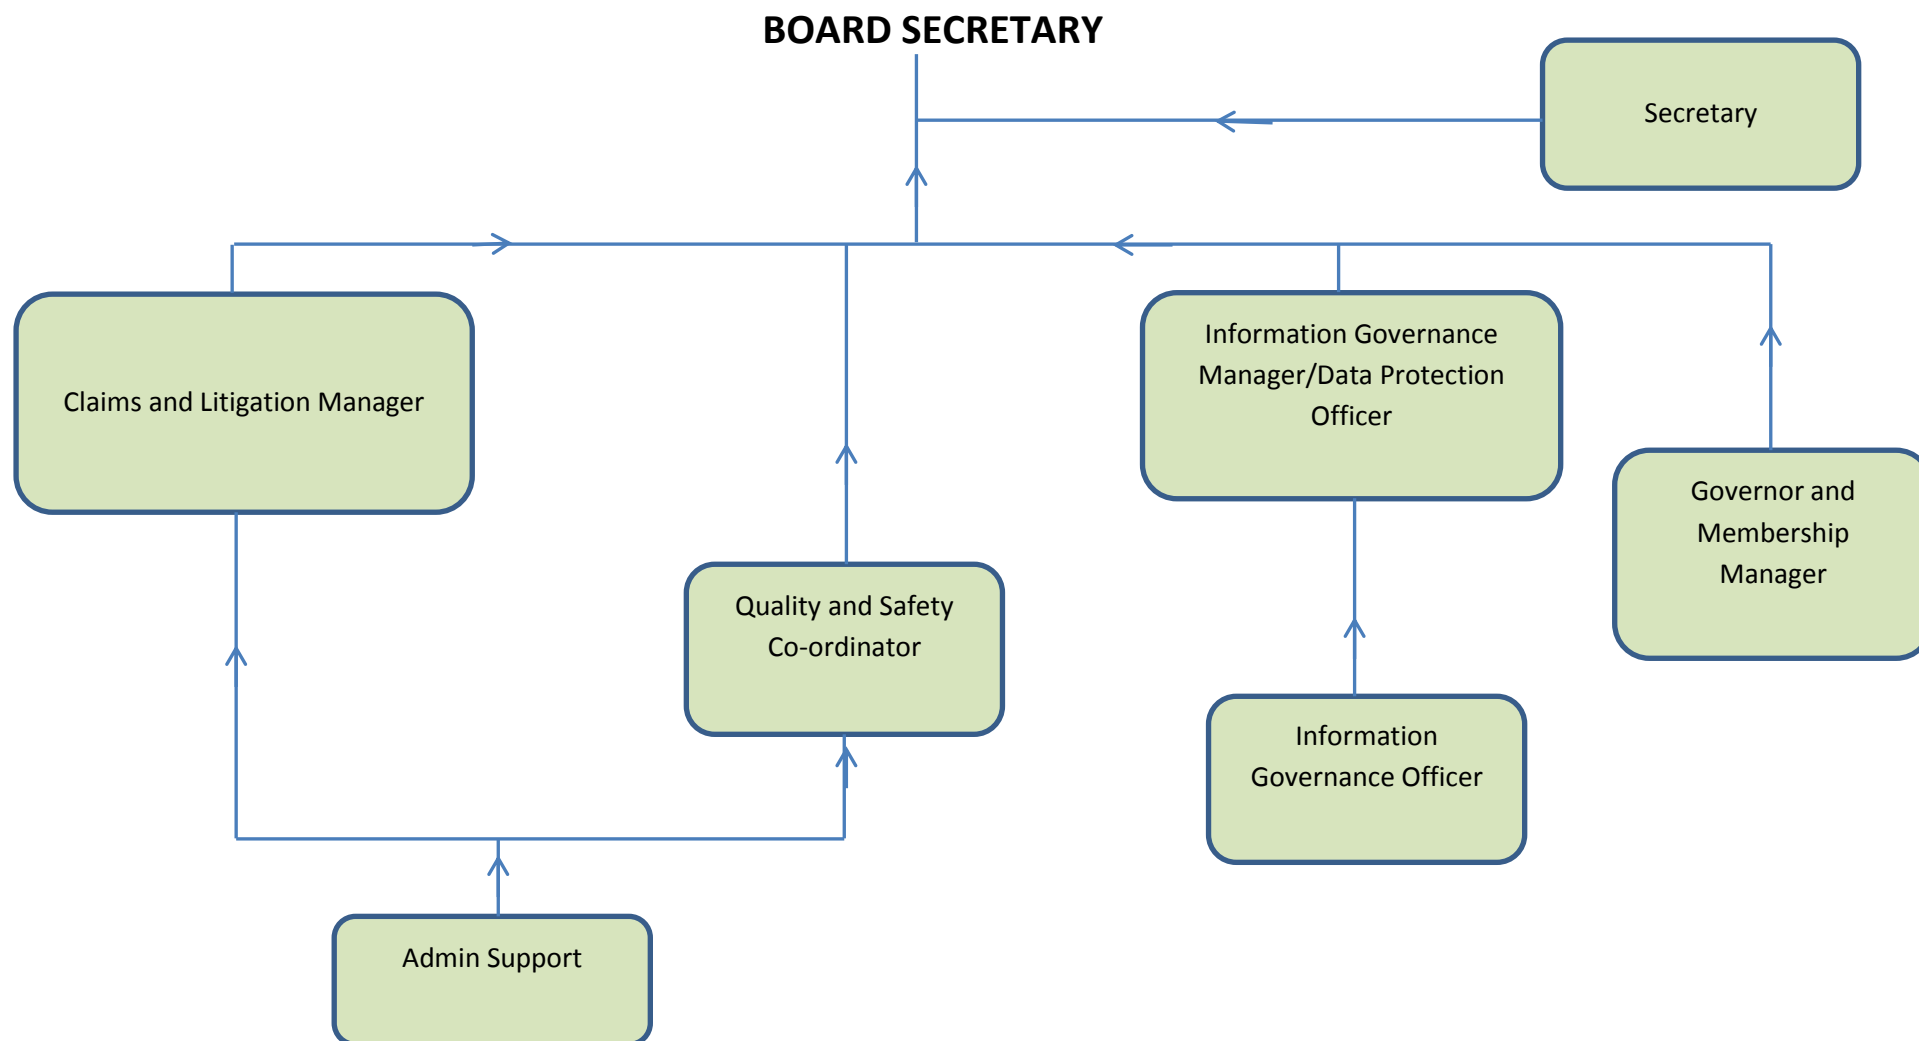 BOARD SECRETARY
Secretary
Claims and Litigation Manager
Information Governance
Manager/Data Protection
Officer
Governor and
Membership
Manager
Quality and Safety
Co-ordinator
Information
Governance Officer
Admin Support